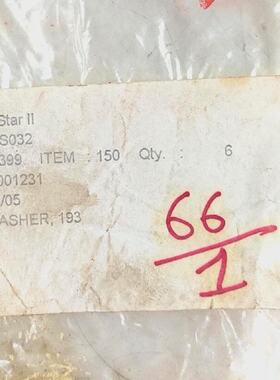 Star II
S032
399 ITEM : 150 Qty. : 6
001231
/05
ASHER, 193
66
1